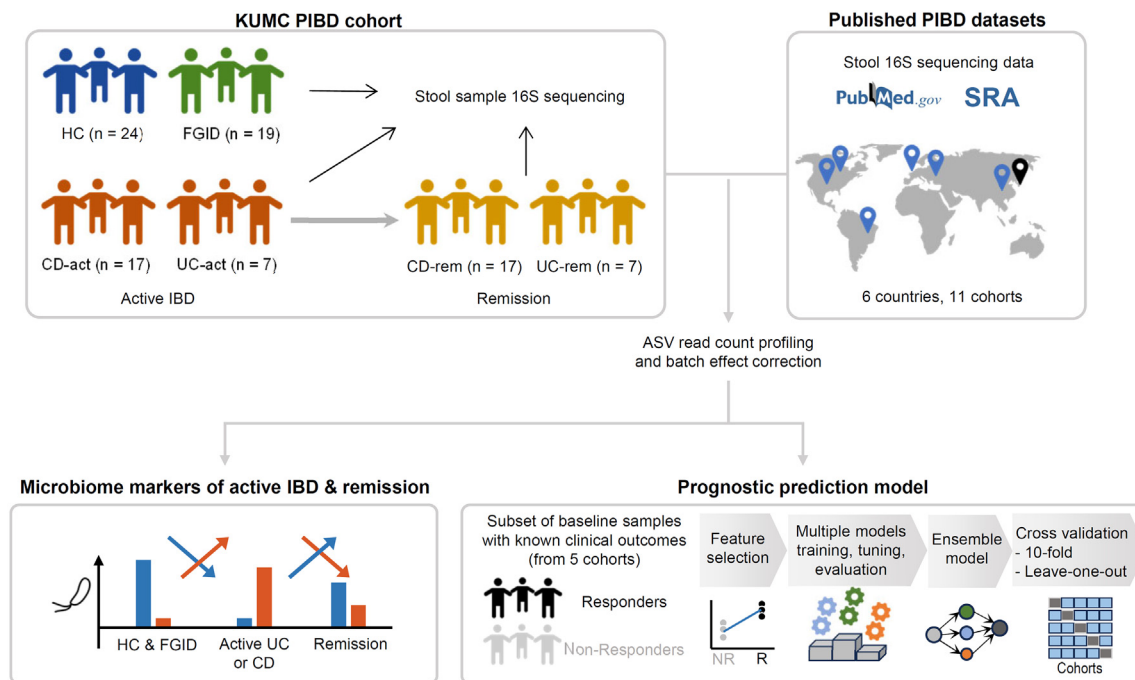 KUMC PIBD cohort
HC (n = 24)
FGID (n = 19)
Stool sample 16S sequencing
CD-act (n = 17)
UC-act (n = 7)
CD-rem (n = 17)
UC-rem (n = 7)
Active IBD
Remission
Published PIBD datasets
Stool 16S sequencing data
PubMed.gov
SRA
6 countries, 11 cohorts
ASV read count profiling
and batch effect correction
Microbiome markers of active IBD & remission
HC & FGID
Active UC
or CD
Remission
Prognostic prediction model
Subset of baseline samples
with known clinical outcomes
(from 5 cohorts)
Responders
Non-Responders
Feature
selection
NR
R
Multiple models
training, tuning,
evaluation
Ensemble
model
Cross validation
- 10-fold
- Leave-one-out
Cohorts